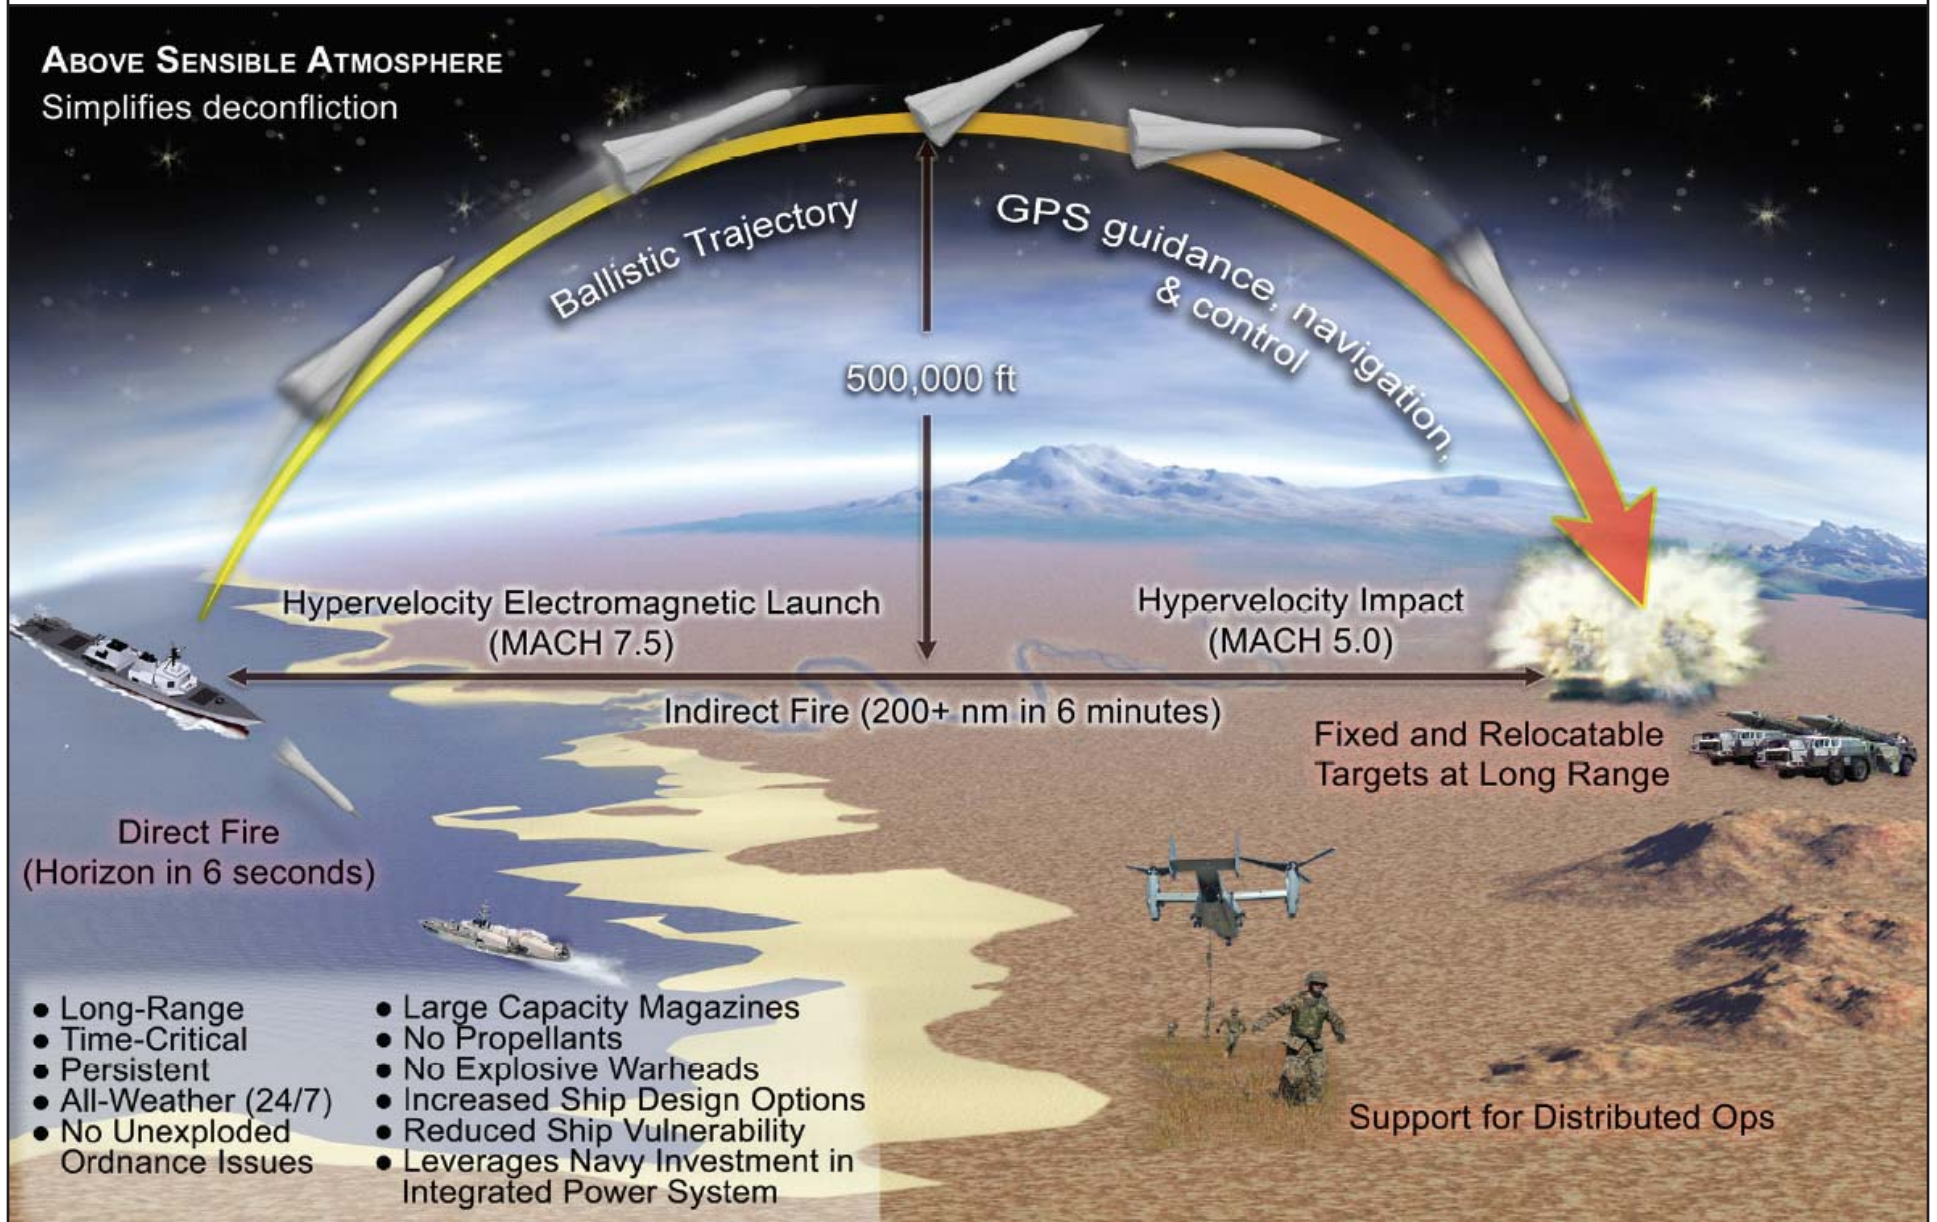 ABOVE SENSIBLE ATMOSPHERE
Simplifies deconfliction
Ballistic Trajectory
GPS guidance, navigation,
& control
500,000 ft
Hypervelocity Electromagnetic Launch
(MACH 7.5)
Hypervelocity Impact
(MACH 5.0)
Indirect Fire (200+ nm in 6 minutes)
Fixed and Relocatable
Targets at Long Range
Direct Fire
(Horizon in 6 seconds)
● Long-Range
● Time-Critical
● Persistent
● All-Weather (24/7)
● No Unexploded
Ordnance Issues
● Large Capacity Magazines
● No Propellants
● No Explosive Warheads
● Increased Ship Design Options
● Reduced Ship Vulnerability
● Leverages Navy Investment in
Integrated Power System
Support for Distributed Ops